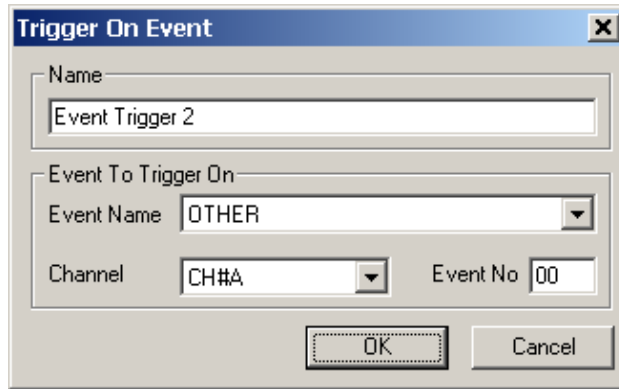 Trigger On Event
Name
Event Trigger 2
Event To Trigger On
Event Name OTHER
Channel CH#A Event No 00
OK Cancel